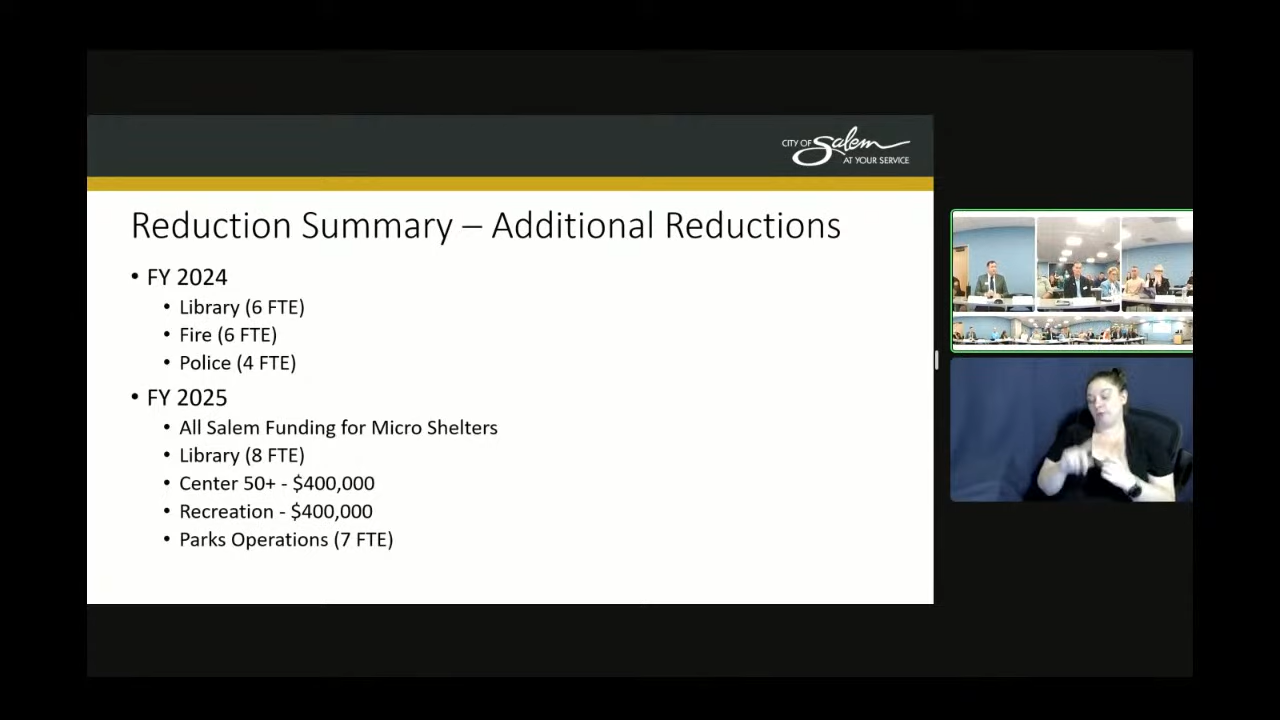 CITY OF Salem
AT YOUR SERVICE
Reduction Summary – Additional Reductions
• FY 2024
• Library (6 FTE)
• Fire (6 FTE)
• Police (4 FTE)
• FY 2025
• All Salem Funding for Micro Shelters
• Library (8 FTE)
• Center 50+ - $400,000
• Recreation - $400,000
• Parks Operations (7 FTE)